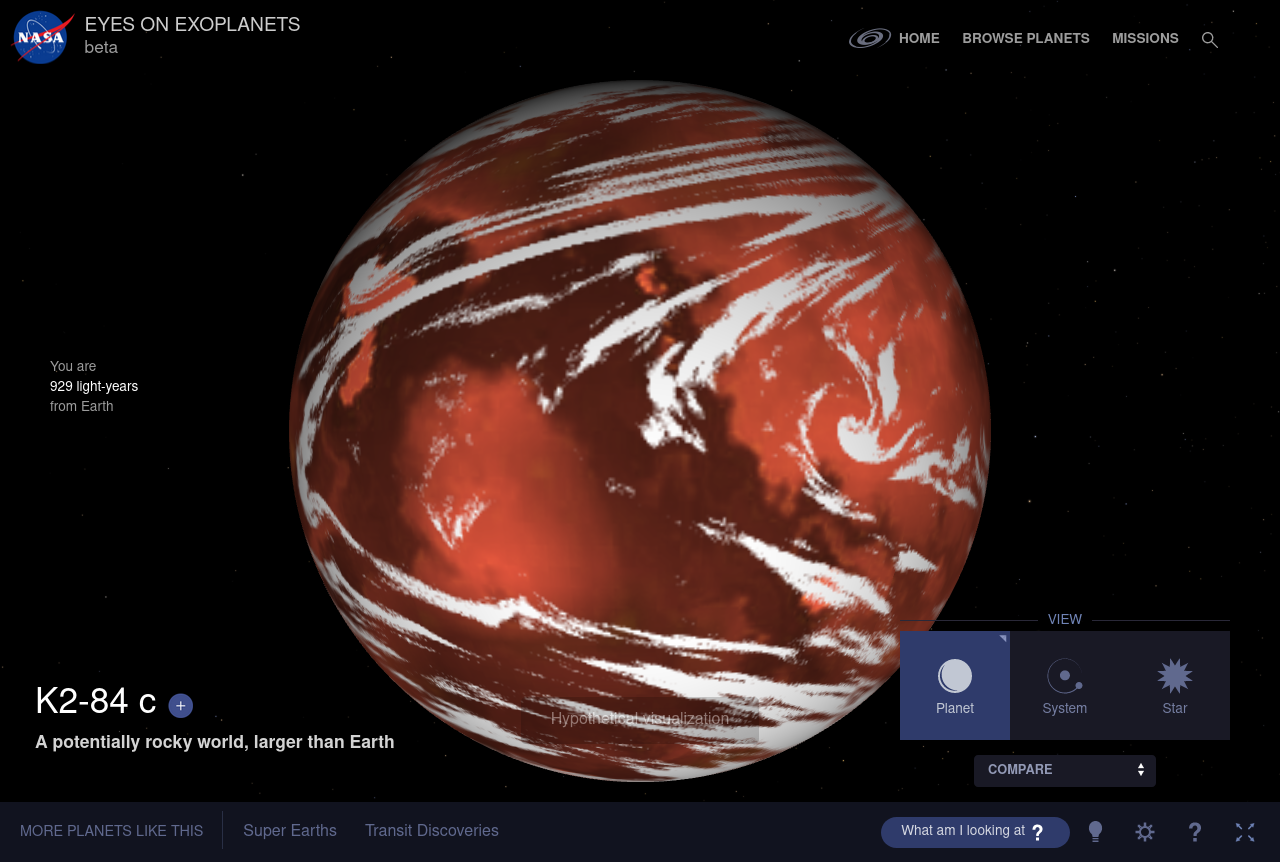 NASA
EYES ON EXOPLANETS
beta
HOME
BROWSE PLANETS
MISSIONS
You are
929 light-years
from Earth
VIEW
Planet
System
Star
K2-84 c +
A potentially rocky world, larger than Earth
Hypothetical visualization
COMPARE
MORE PLANETS LIKE THIS
Super Earths
Transit Discoveries
What am I looking at ?
?